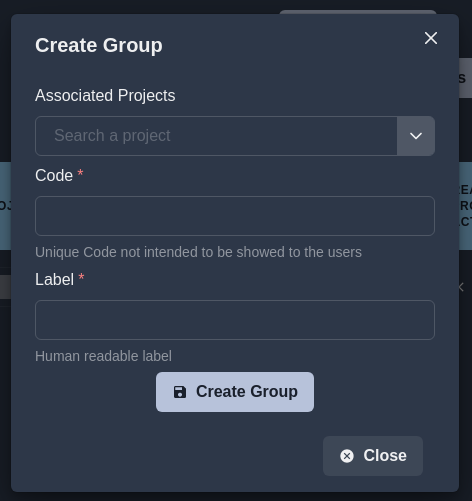 Create Group
Associated Projects
Search a project
Code *
Unique Code not intended to be showed to the users
Label *
Human readable label
Create Group
Close